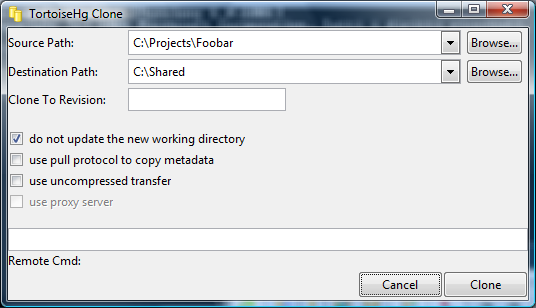 TortoiseHg Clone
Source Path: C:\Projects\Foobar Browse...
Destination Path: C:\Shared Browse...
Clone To Revision:
do not update the new working directory
use pull protocol to copy metadata
use uncompressed transfer
use proxy server
Remote Cmd:
Cancel Clone